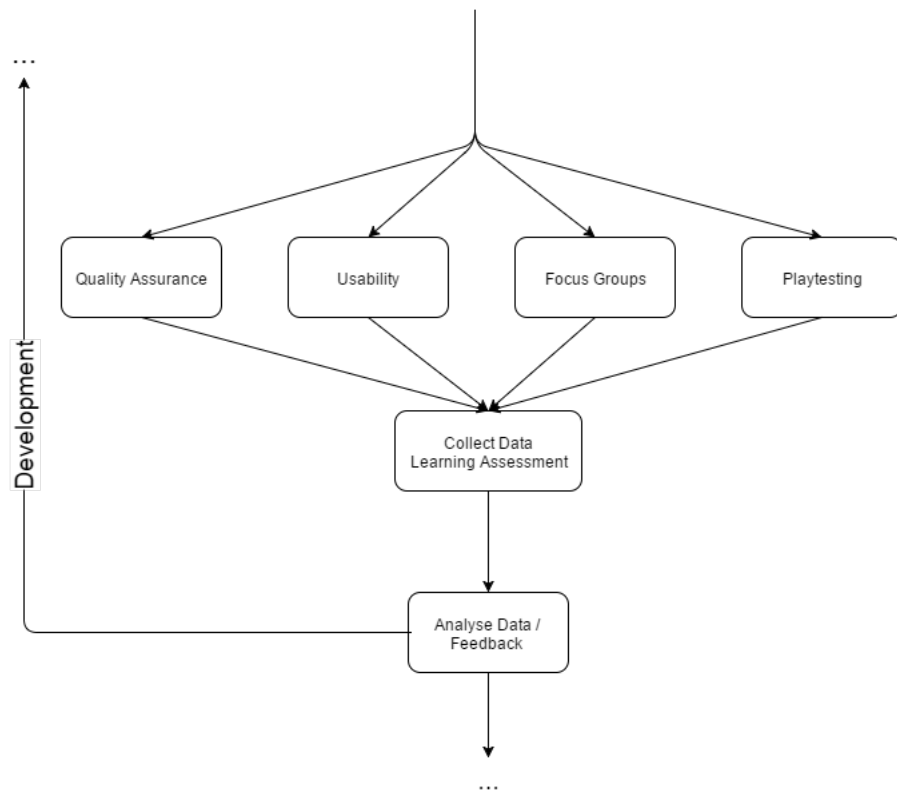 ...
Quality Assurance
Usability
Focus Groups
Playtesting
Development
Collect Data
Learning Assessment
Analyse Data /
Feedback
...